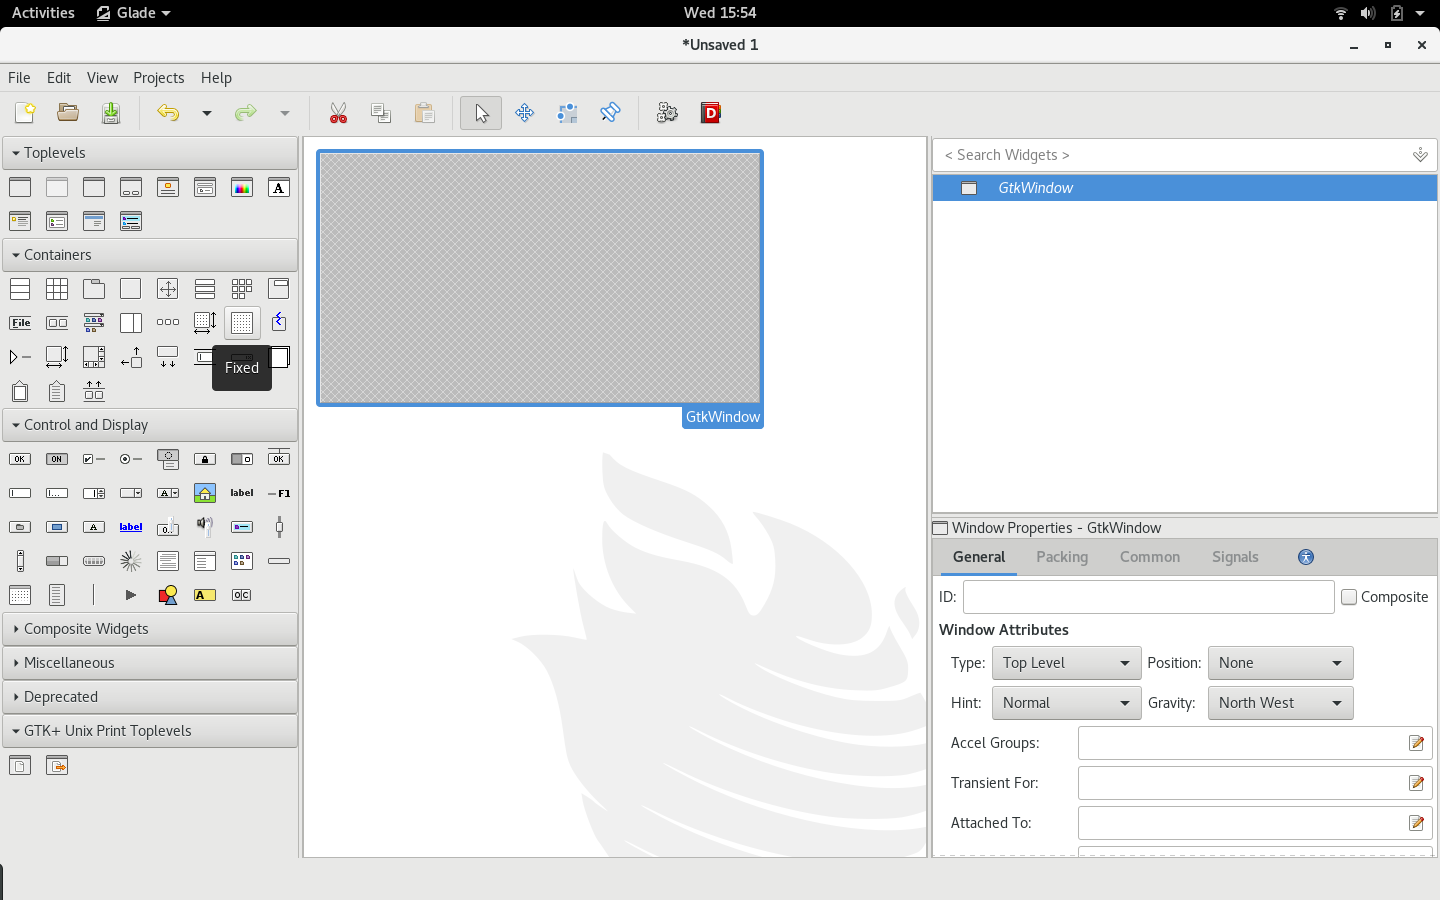 Activities Glade Wed 15:54
*Unsaved 1
File Edit View Projects Help
D
Toplevels
< Search Widgets >
A
GtkWindow
Containers
File
Fixed
GtkWindow
Control and Display
OK ON OK
label F1
A label
Window Properties - GtkWindow
General Packing Common Signals
A OC
ID: Composite
Composite Widgets
Window Attributes
Miscellaneous
Type: Top Level Position: None
Deprecated
Hint: Normal Gravity: North West
GTK+ Unix Print Toplevels
Accel Groups:
Transient For:
Attached To: